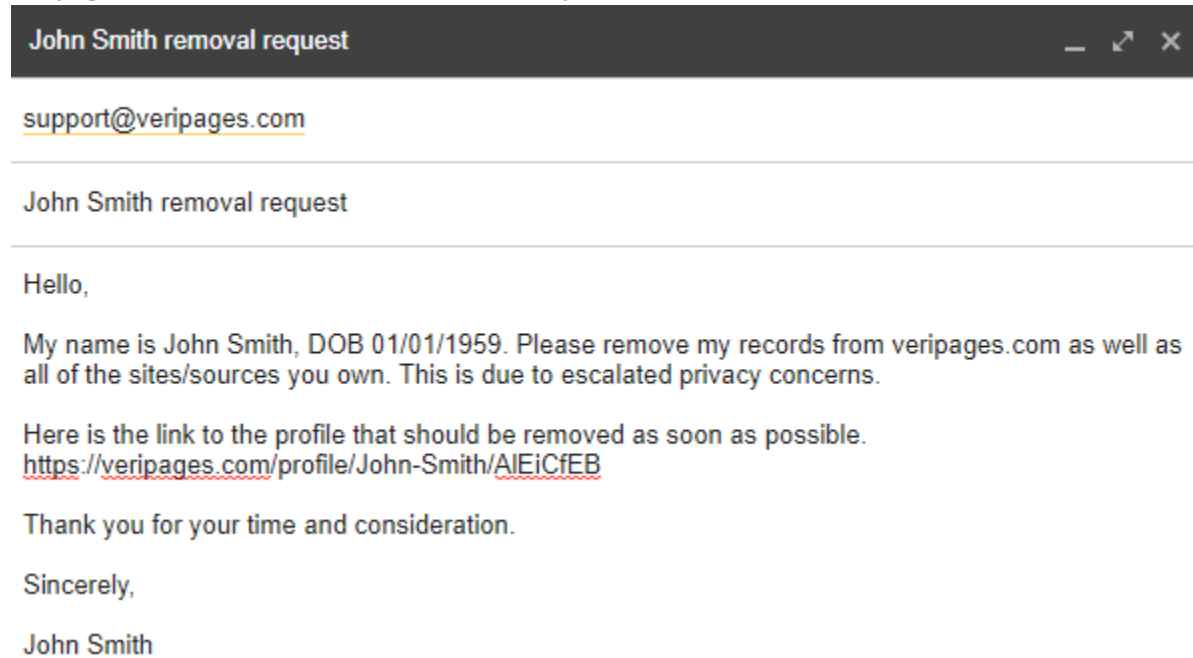 John Smith removal request
support@veripages.com
John Smith removal request
Hello,
My name is John Smith, DOB 01/01/1959. Please remove my records from veripages.com as well as
all of the sites/sources you own. This is due to escalated privacy concerns.
Here is the link to the profile that should be removed as soon as possible.
https://veripages.com/profile/John-Smith/AlEiCfEB
Thank you for your time and consideration.
Sincerely,
John Smith